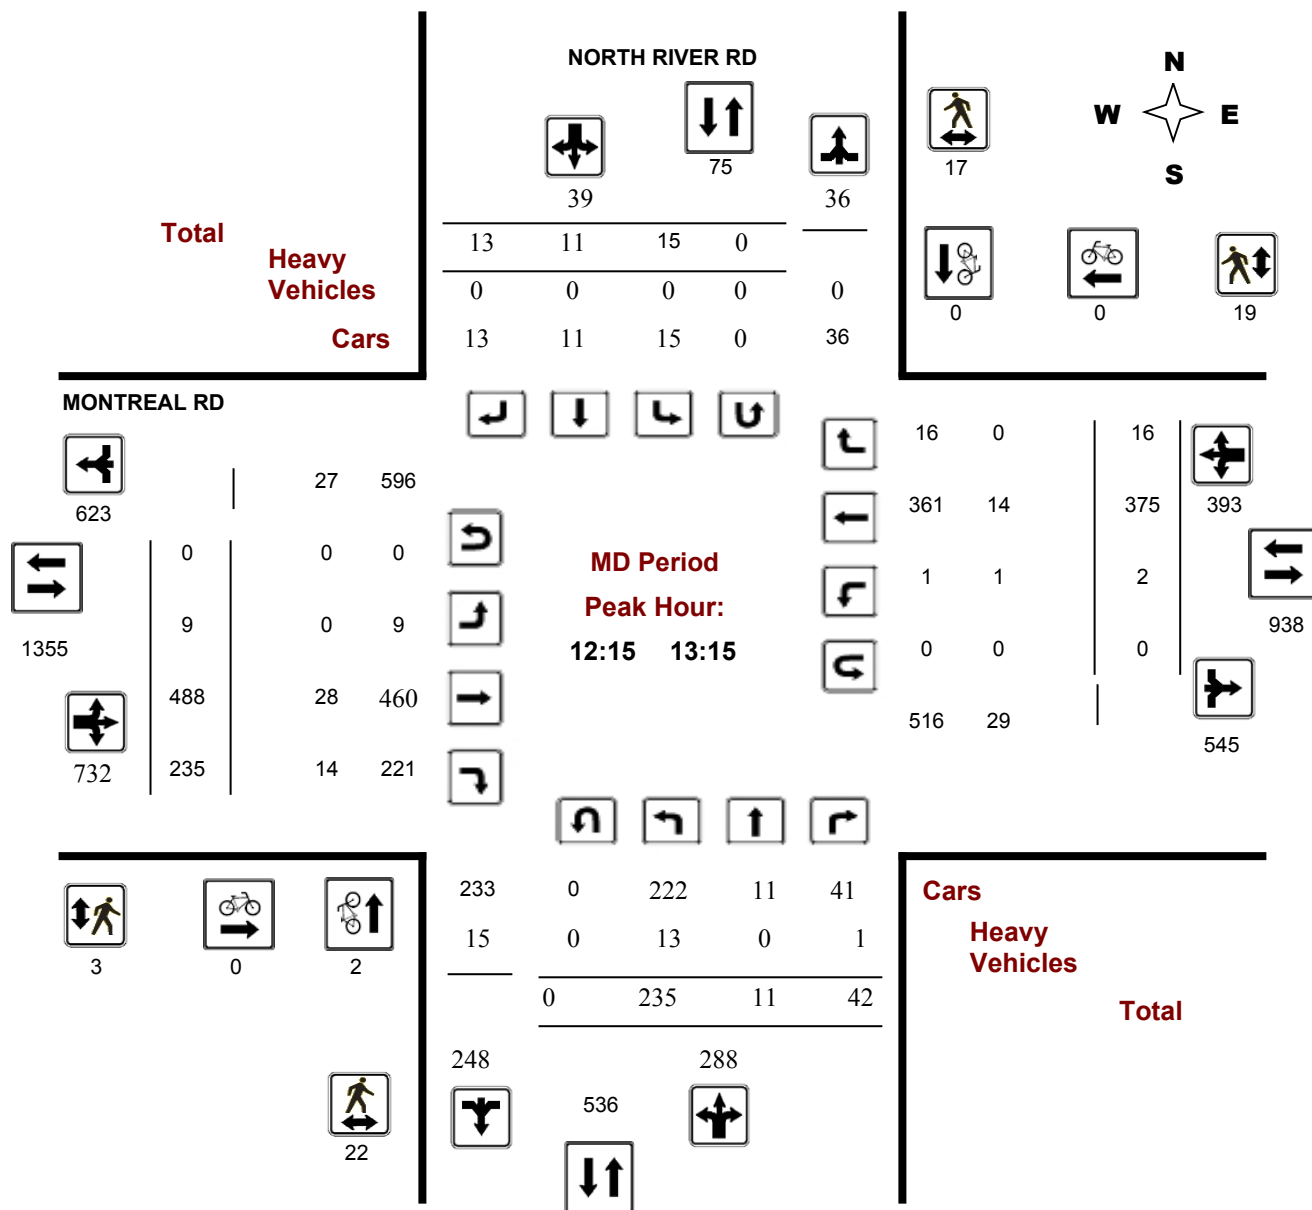 NORTH RIVER RD
N
W E
S
75
17
39 36
Total 13 11 15 0
Heavy
Vehicles 0 0 0 0 0
Cars 13 11 15 0 36
0 0 19
MONTREAL RD
16 0 16
27 596
623
361 14 375 393
0 0 0
MD Period
1 1 2
Peak Hour:
9 0 9
1355
12:15 13:15
938
0 0 0
488 28 460
516 29
545
732 235 14 221
233 0 222 11 41
Cars
15 0 13 0 1
Heavy
Vehicles
3 0 2
0 235 11 42
Total
248 288
536
22